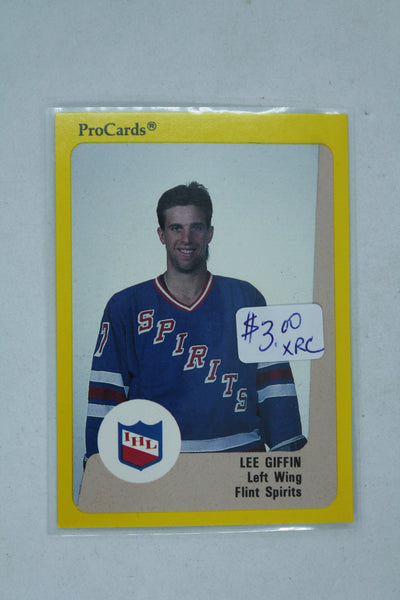 ProCards®
7
SPIRITS
$3.00
XRC
IHL
LEE GIFFIN
Left Wing
Flint Spirits